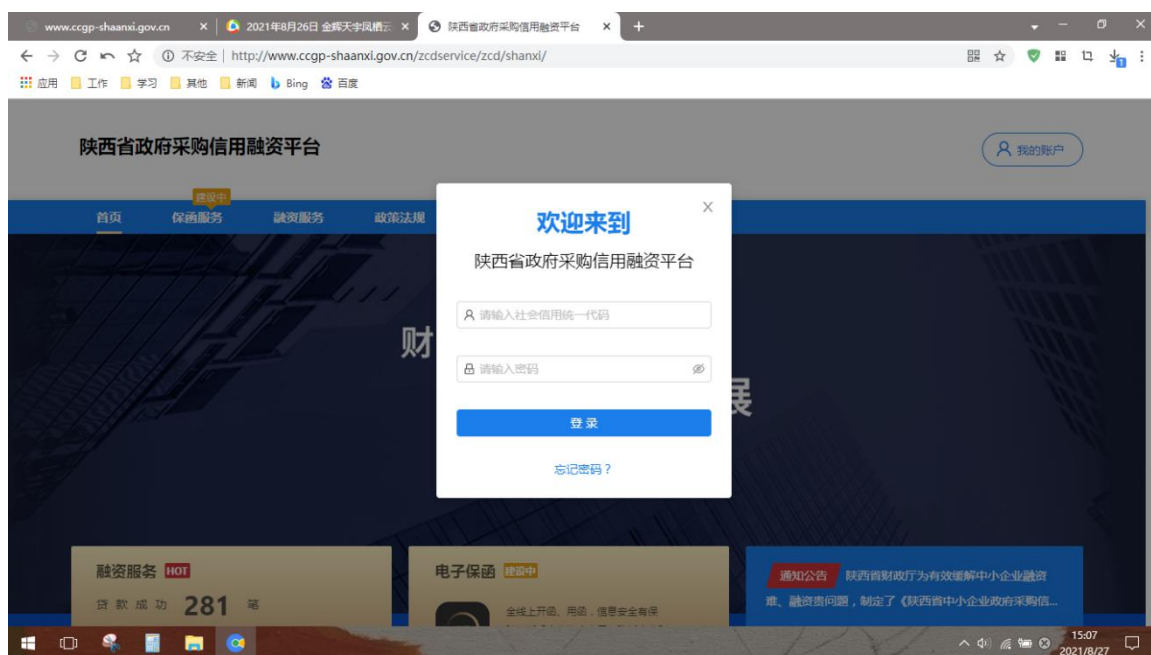 www.ccgp-shaanxi.gov.cn
2021年8月26日 金辉天宇凤栖云
陕西省政府采购信用融资平台
不安全 | http://www.ccgp-shaanxi.gov.cn/zcdservice/zcd/shanxi/
应用 工作 学习 其他 新闻 Bing 百度
陕西省政府采购信用融资平台
我的账户
建设中
首页 保函服务 融资服务 政策法规
欢迎来到
陕西省政府采购信用融资平台
请输入社会信用统一代码
财
请输入密码
展
登 录
忘记密码？
融资服务 HOT
贷款成功 281 笔
电子保函 建设中
全线上开函、用函，信息安全有保
通知公告 陕西省财政厅为有效缓解中小企业融资
难、融资贵问题，制定了《陕西省中小企业政府采购信...
15:07
2021/8/27